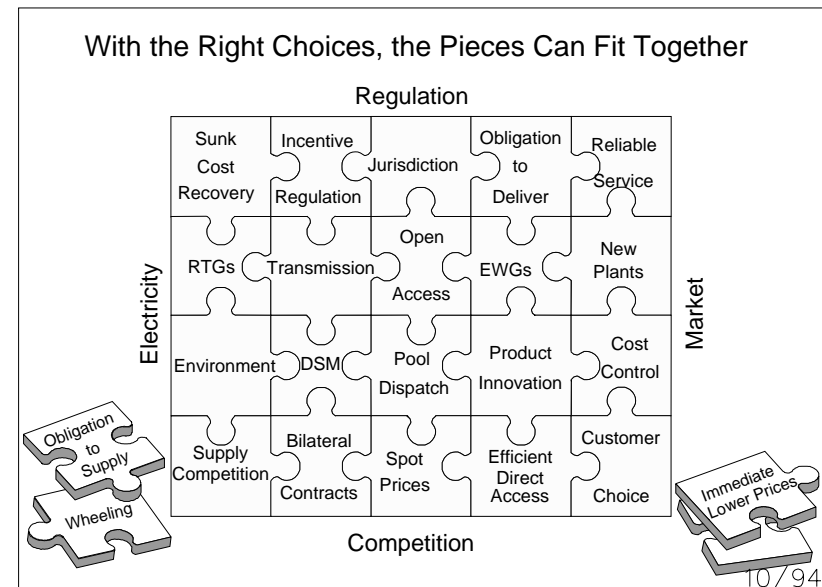 With the Right Choices, the Pieces Can Fit Together
Regulation
Sunk
Cost
Recovery
Incentive
Regulation
Jurisdiction
Obligation
to
Deliver
Reliable
Service
RTGs
Transmission
Open
Access
EWGs
New
Plants
Electricity
Market
Environment
DSM
Pool
Dispatch
Product
Innovation
Cost
Control
Supply
Competition
Bilateral
Contracts
Spot
Prices
Efficient
Direct
Access
Customer
Choice
Obligation
to
Supply
Wheeling
Immediate
Lower Prices
Competition
10/94